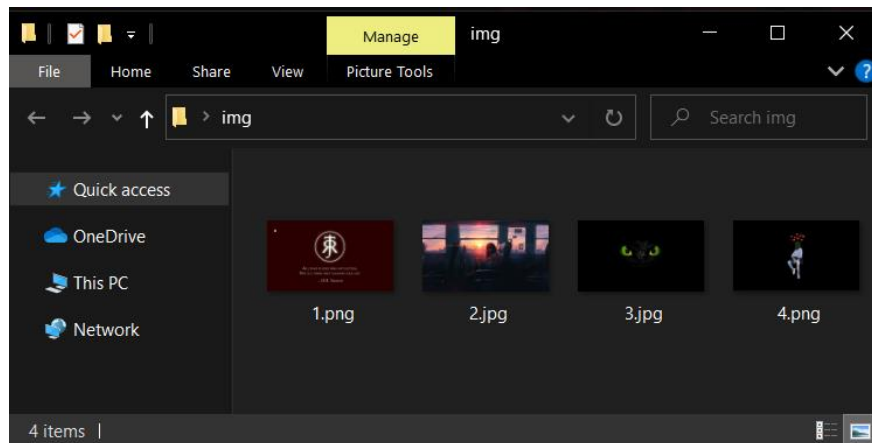 Manage
img
File
Home
Share
View
Picture Tools
?
img
Search img
Quick access
OneDrive
This PC
Network
1.png
2.jpg
3.jpg
4.png
4 items